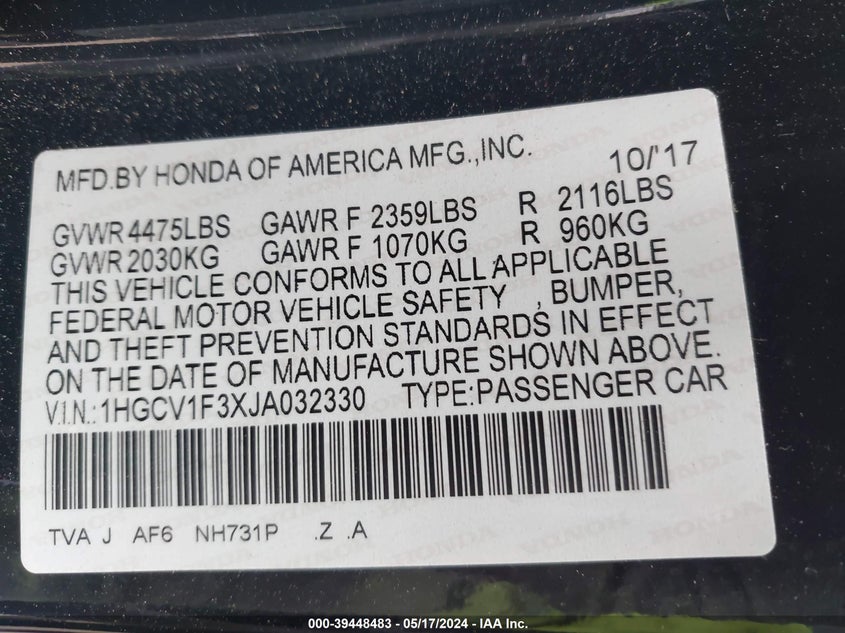 MFD.BY HONDA OF AMERICA MFG.,INC. 10/'17
GVWR 4475LBS GAWR F 2359LBS R 2116LBS
GVWR 2030KG GAWR F 1070KG R 960KG
THIS VEHICLE CONFORMS TO ALL APPLICABLE
FEDERAL MOTOR VEHICLE SAFETY , BUMPER,
AND THEFT PREVENTION STANDARDS IN EFFECT
ON THE DATE OF MANUFACTURE SHOWN ABOVE.
V.I.N.:1HGCV1F3XJA032330 TYPE:PASSENGER CAR
TVA J AF6 NH731P .Z .A
000-39448483 - 05/17/2024 - IAA Inc.